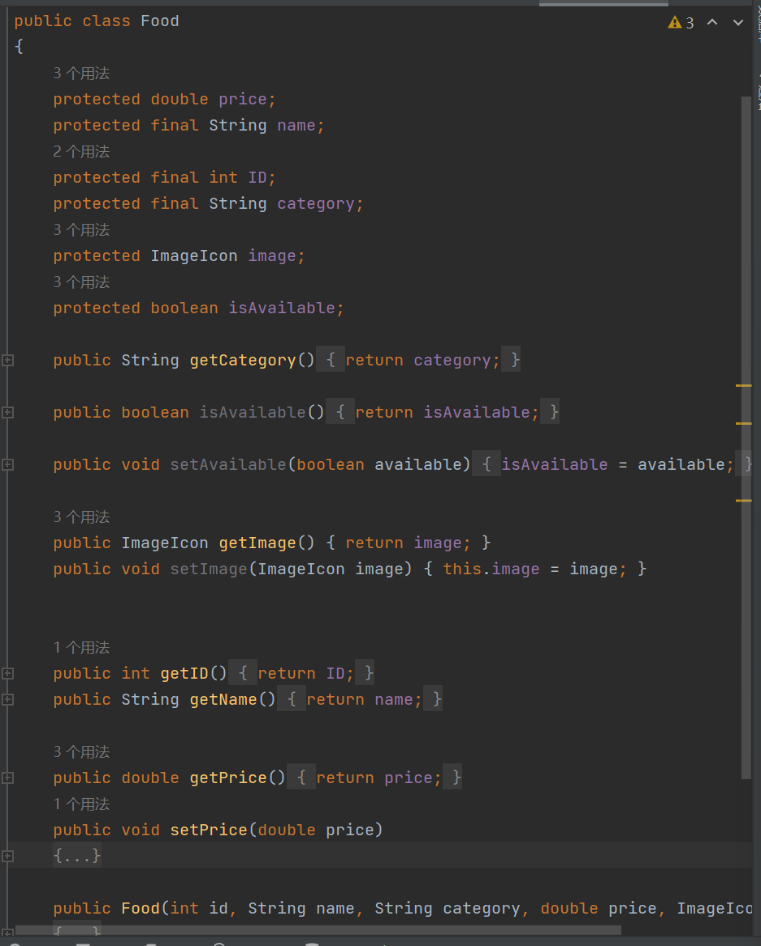 public class Food
3
{
3 个用法
protected double price;
protected final String name;
2 个用法
protected final int ID;
protected final String category;
3 个用法
protected ImageIcon image;
3 个用法
protected boolean isAvailable;
public String getCategory() { return category; }
public boolean isAvailable() { return isAvailable; }
public void setAvailable(boolean available) { isAvailable = available; }
3 个用法
public ImageIcon getImage() { return image; }
public void setImage(ImageIcon image) { this.image = image; }
1 个用法
public int getID() { return ID; }
public String getName() { return name; }
3 个用法
public double getPrice() { return price; }
1 个用法
public void setPrice(double price)
{...}
public Food(int id, String name, String category, double price, ImageIco
{...}